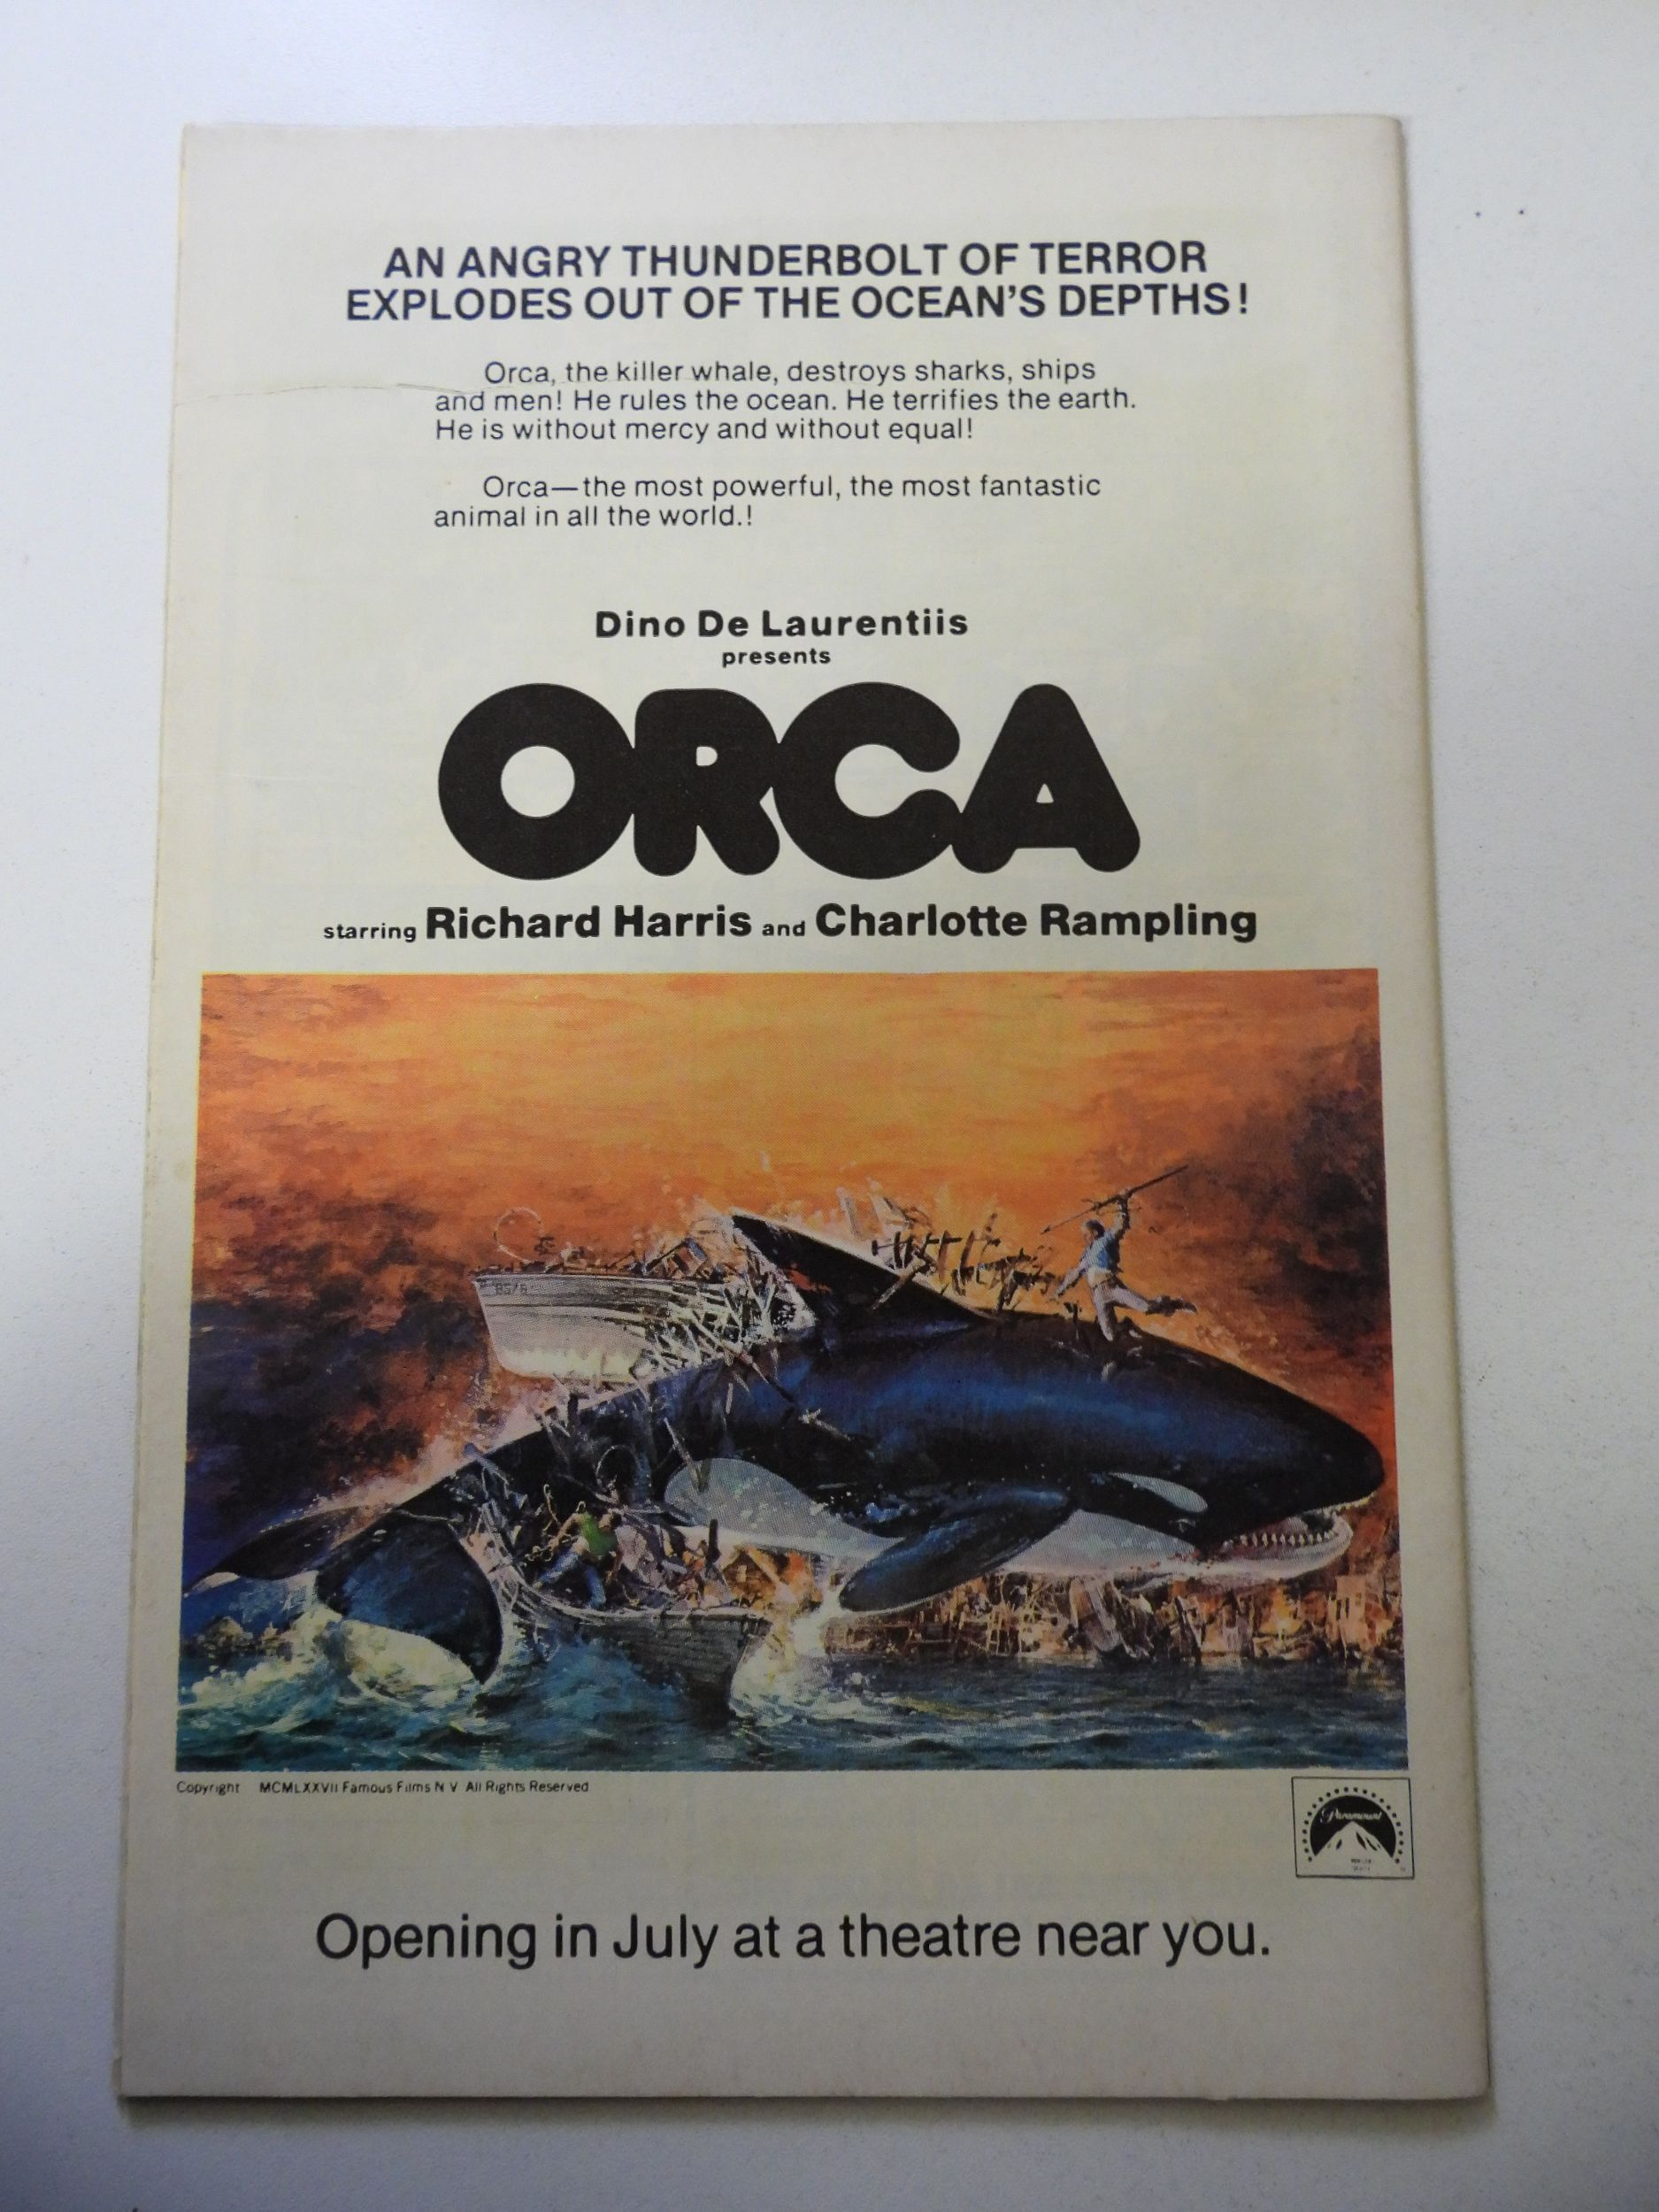 AN ANGRY THUNDERBOLT OF TERROR
EXPLODES OUT OF THE OCEAN'S DEPTHS!
Orca, the killer whale, destroys sharks, ships
and men! He rules the ocean. He terrifies the earth.
He is without mercy and without equal!
Orca—the most powerful, the most fantastic
animal in all the world.!
Dino De Laurentiis
presents
ORCA
starring Richard Harris and Charlotte Rampling
Copyright MCMLXXVII Famous Films N V All Rights Reserved
Paramount
Opening in July at a theatre near you.